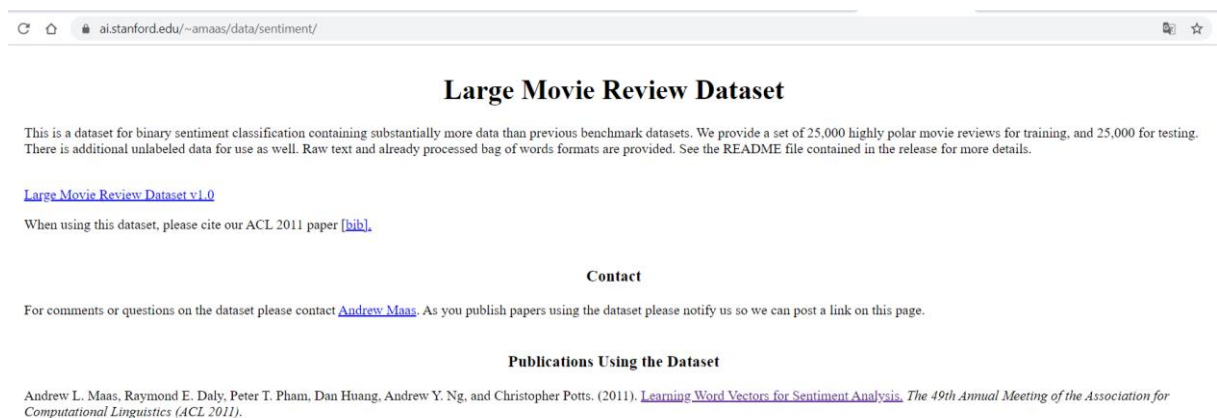 ai.stanford.edu/~amaas/data/sentiment/
Large Movie Review Dataset
This is a dataset for binary sentiment classification containing substantially more data than previous benchmark datasets. We provide a set of 25,000 highly polar movie reviews for training, and 25,000 for testing.
There is additional unlabeled data for use as well. Raw text and already processed bag of words formats are provided. See the README file contained in the release for more details.
Large Movie Review Dataset v1.0
When using this dataset, please cite our ACL 2011 paper [bib].
Contact
For comments or questions on the dataset please contact Andrew Maas. As you publish papers using the dataset please notify us so we can post a link on this page.
Publications Using the Dataset
Andrew L. Maas, Raymond E. Daly, Peter T. Pham, Dan Huang, Andrew Y. Ng, and Christopher Potts. (2011). Learning Word Vectors for Sentiment Analysis. The 49th Annual Meeting of the Association for
Computational Linguistics (ACL 2011).